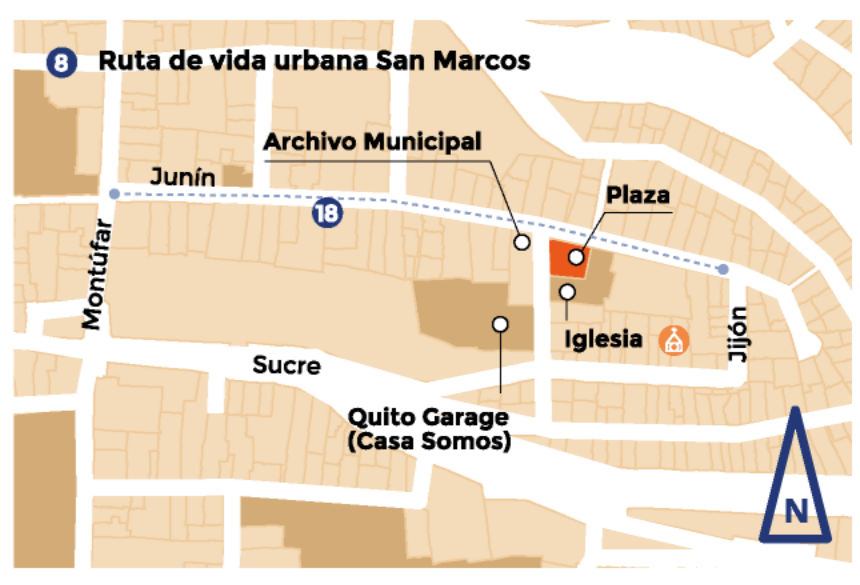 8 Ruta de vida urbana San Marcos
Archivo Municipal
Junín
18
Plaza
Montúfar
Iglesia
Jijón
Sucre
Quito Garage
(Casa Somos)
N